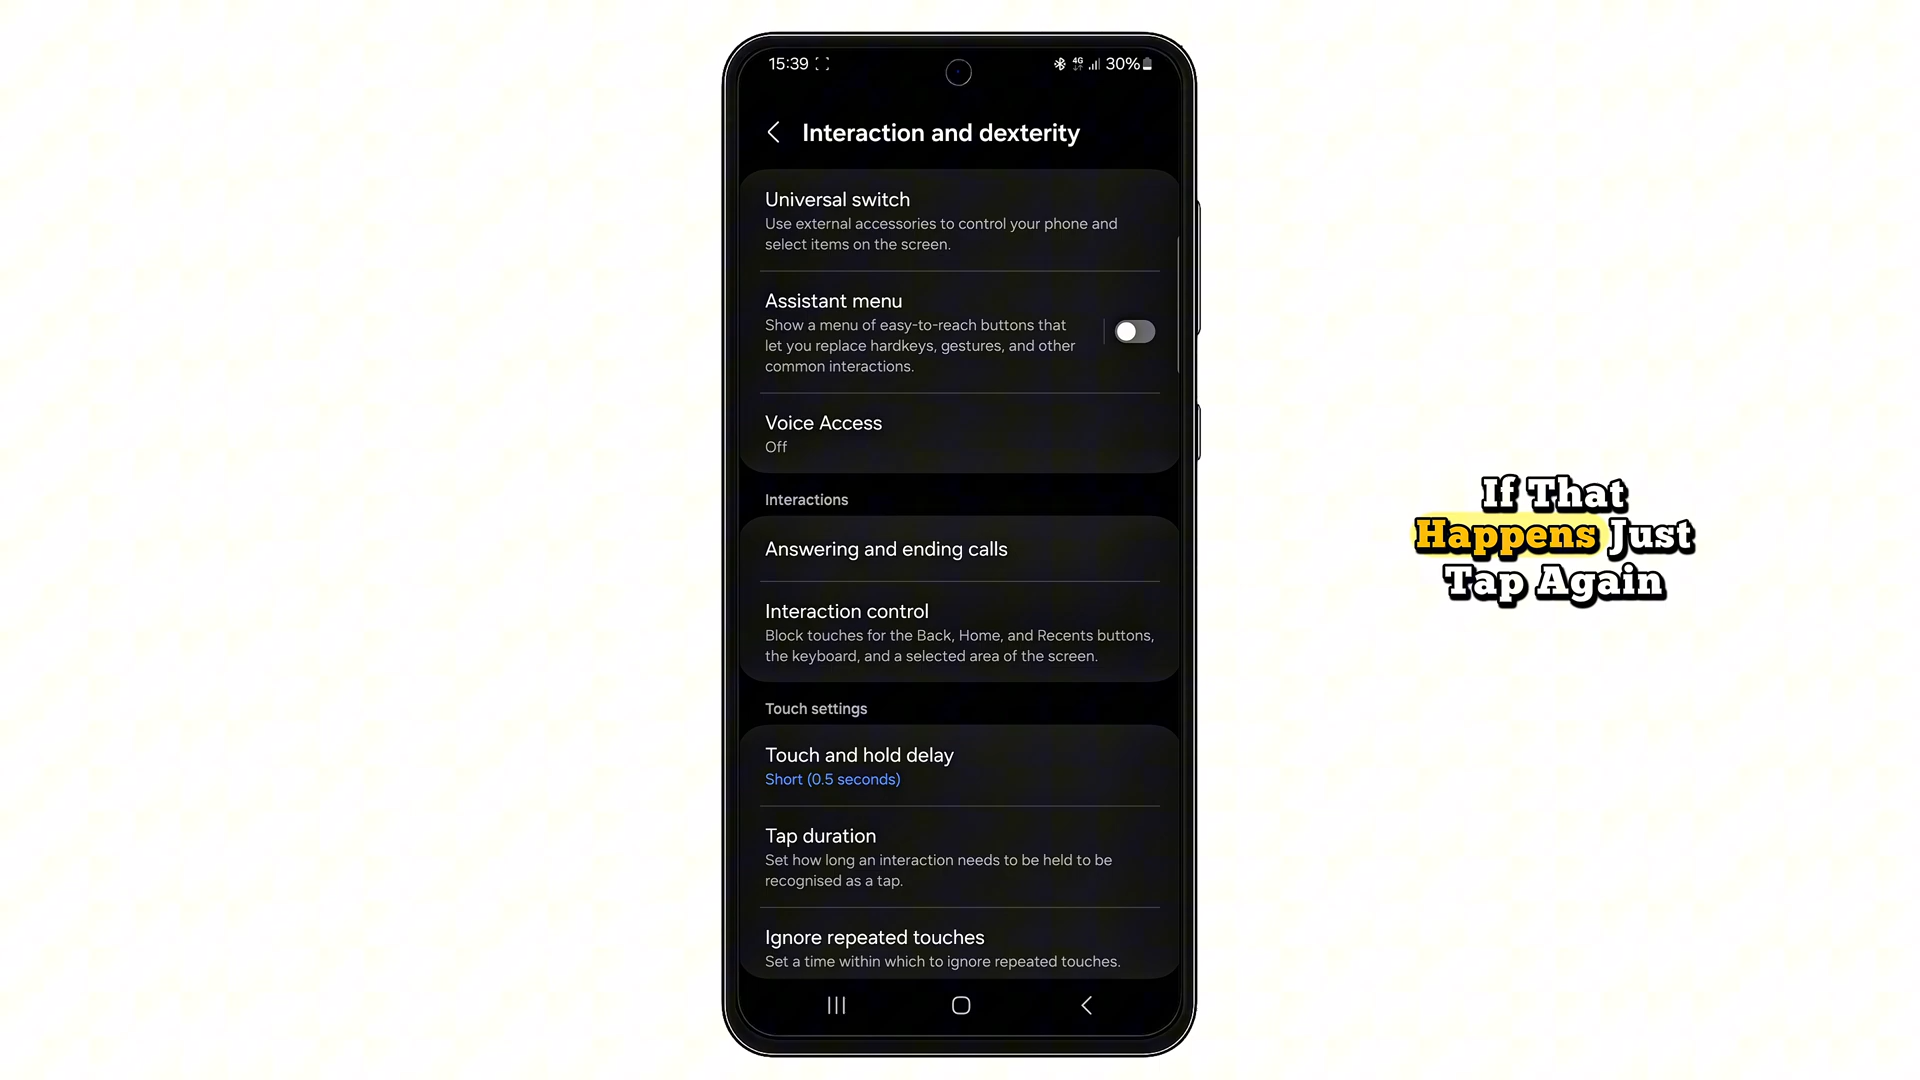 15:39
4G 30%
Interaction and dexterity
Universal switch
Use external accessories to control your phone and
select items on the screen.
Assistant menu
Show a menu of easy-to-reach buttons that
let you replace hardkeys, gestures, and other
common interactions.
Voice Access
Off
Interactions
Answering and ending calls
Interaction control
Block touches for the Back, Home, and Recents buttons,
the keyboard, and a selected area of the screen.
Touch settings
Touch and hold delay
Short (0.5 seconds)
Tap duration
Set how long an interaction needs to be held to be
recognised as a tap.
Ignore repeated touches
Set a time within which to ignore repeated touches.
If That
Happens Just
Tap Again